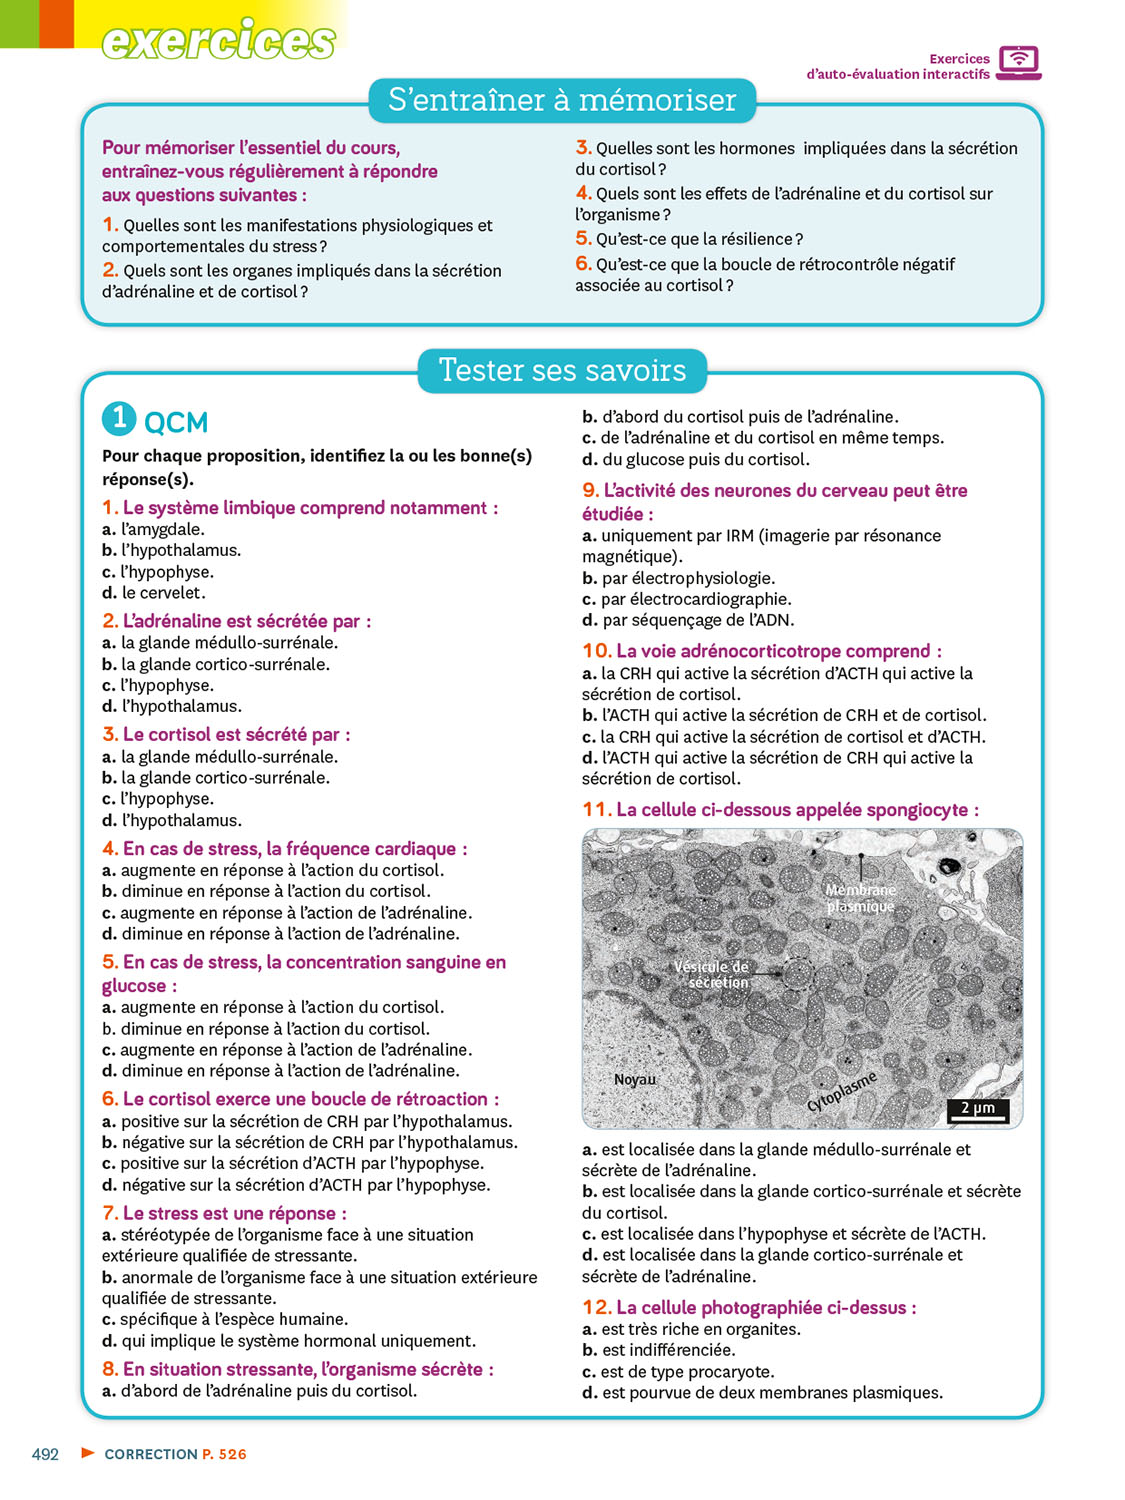 exercices
Exercices
d'auto-évaluation interactifs
S'entraîner à mémoriser
Pour mémoriser l'essentiel du cours,
entraînez-vous régulièrement à répondre
aux questions suivantes :
1. Quelles sont les manifestations physiologiques et
comportementales du stress ?
2. Quels sont les organes impliqués dans la sécrétion
d'adrénaline et de cortisol ?
3. Quelles sont les hormones impliquées dans la sécrétion
du cortisol ?
4. Quels sont les effets de l'adrénaline et du cortisol sur
l'organisme ?
5. Qu'est-ce que la résilience ?
6. Qu'est-ce que la boucle de rétrocontrôle négatif
associée au cortisol ?
Tester ses savoirs
1 QCM
Pour chaque proposition, identifiez la ou les bonne(s)
réponse(s).
1. Le système limbique comprend notamment :
a. l'amygdale.
b. l'hypothalamus.
c. l'hypophyse.
d. le cervelet.
2. L'adrénaline est sécrétée par :
a. la glande médullo-surrénale.
b. la glande cortico-surrénale.
c. l'hypophyse.
d. l'hypothalamus.
3. Le cortisol est sécrété par :
a. la glande médullo-surrénale.
b. la glande cortico-surrénale.
c. l'hypophyse.
d. l'hypothalamus.
4. En cas de stress, la fréquence cardiaque :
a. augmente en réponse à l'action du cortisol.
b. diminue en réponse à l'action du cortisol.
c. augmente en réponse à l'action de l'adrénaline.
d. diminue en réponse à l'action de l'adrénaline.
5. En cas de stress, la concentration sanguine en
glucose :
a. augmente en réponse à l'action du cortisol.
b. diminue en réponse à l'action du cortisol.
c. augmente en réponse à l'action de l'adrénaline.
d. diminue en réponse à l'action de l'adrénaline.
6. Le cortisol exerce une boucle de rétroaction :
a. positive sur la sécrétion de CRH par l'hypothalamus.
b. négative sur la sécrétion de CRH par l'hypothalamus.
c. positive sur la sécrétion d'ACTH par l'hypophyse.
d. négative sur la sécrétion d'ACTH par l'hypophyse.
7. Le stress est une réponse :
a. stéréotypée de l'organisme face à une situation
extérieure qualifiée de stressante.
b. anormale de l'organisme face à une situation extérieure
qualifiée de stressante.
c. spécifique à l'espèce humaine.
d. qui implique le système hormonal uniquement.
8. En situation stressante, l'organisme sécrète :
a. d'abord de l'adrénaline puis du cortisol.
b. d'abord du cortisol puis de l'adrénaline.
c. de l'adrénaline et du cortisol en même temps.
d. du glucose puis du cortisol.
9. L'activité des neurones du cerveau peut être
étudiée :
a. uniquement par IRM (imagerie par résonance
magnétique).
b. par électrophysiologie.
c. par électrocardiographie.
d. par séquençage de l'ADN.
10. La voie adrénocorticotrope comprend :
a. la CRH qui active la sécrétion d'ACTH qui active la
sécrétion de cortisol.
b. l'ACTH qui active la sécrétion de CRH et de cortisol.
c. la CRH qui active la sécrétion de cortisol et d'ACTH.
d. l'ACTH qui active la sécrétion de CRH qui active la
sécrétion de cortisol.
11. La cellule ci-dessous appelée spongiocyte :
Membrane
plasmique
Vésicule de
sécrétion
Noyau
Cytoplasme
2 µm
a. est localisée dans la glande médullo-surrénale et
sécrète de l'adrénaline.
b. est localisée dans la glande cortico-surrénale et sécrète
du cortisol.
c. est localisée dans l'hypophyse et sécrète de l'ACTH.
d. est localisée dans la glande cortico-surrénale et
sécrète de l'adrénaline.
12. La cellule photographiée ci-dessus :
a. est très riche en organites.
b. est indifférenciée.
c. est de type procaryote.
d. est pourvue de deux membranes plasmiques.
492 ► CORRECTION P. 526